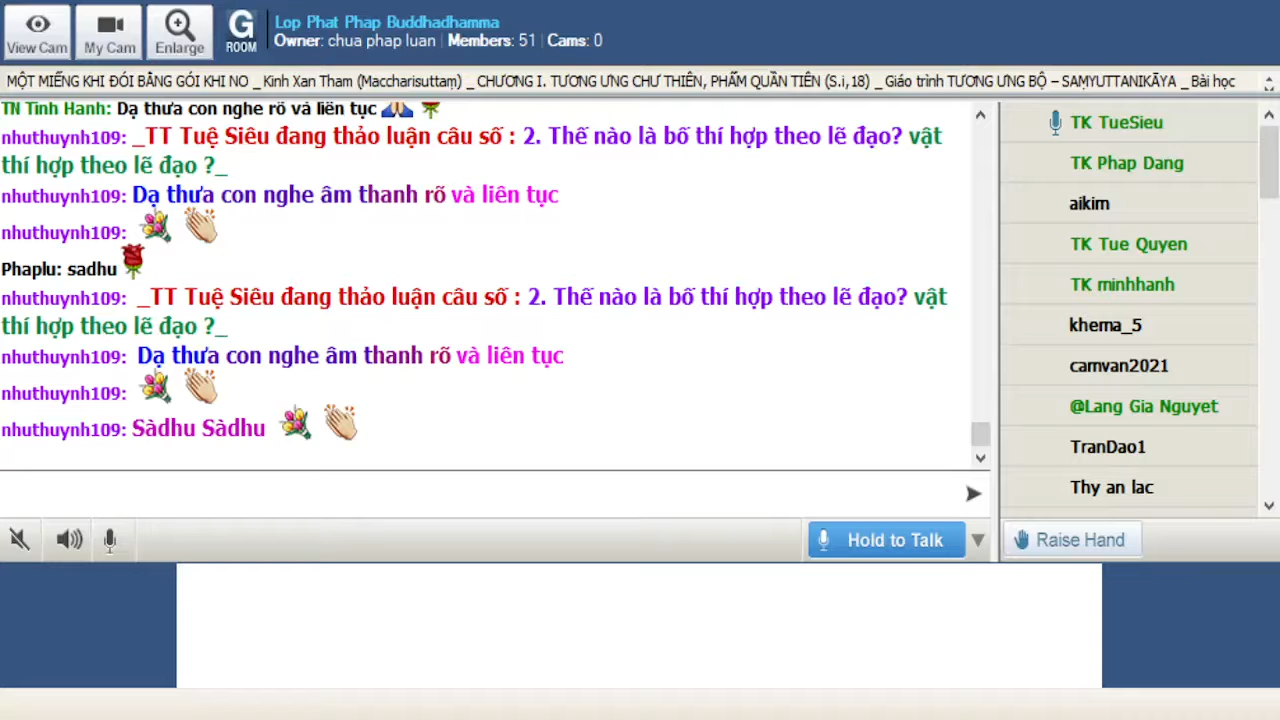 Lop Phat Phap Buddhadhamma
View Cam My Cam Enlarge G ROOM Owner: chua phap luan | Members: 51 | Cams: 0
MỘT MIẾNG KHI ĐÓI BẰNG GÓI KHI NO _ Kinh Xan Tham (Maccharisuttaṃ) _ CHƯƠNG I. TƯƠNG ƯNG CHƯ THIÊN, PHẨM QUẦN TIÊN (S.i,18) _ Giáo trình TƯƠNG ƯNG BỘ – SAṂYUTTANIKĀYA _ Bài học
TN Tinh Hanh: Dạ thưa con nghe rõ và liên tục
nhuthuynh109: _TT Tuệ Siêu đang thảo luận câu số : 2. Thế nào là bố thí hợp theo lẽ đạo? vật
thí hợp theo lẽ đạo ?_
nhuthuynh109: Dạ thưa con nghe âm thanh rõ và liên tục
nhuthuynh109:
Phaplu: sadhu
nhuthuynh109: _TT Tuệ Siêu đang thảo luận câu số : 2. Thế nào là bố thí hợp theo lẽ đạo? vật
thí hợp theo lẽ đạo ?_
nhuthuynh109: Dạ thưa con nghe âm thanh rõ và liên tục
nhuthuynh109:
nhuthuynh109: Sàdhu Sàdhu
TK TueSieu
TK Phap Dang
aikim
TK Tue Quyen
TK minhhanh
khema_5
camvan2021
@Lang Gia Nguyet
TranDao1
Thy an lac
Hold to Talk
Raise Hand